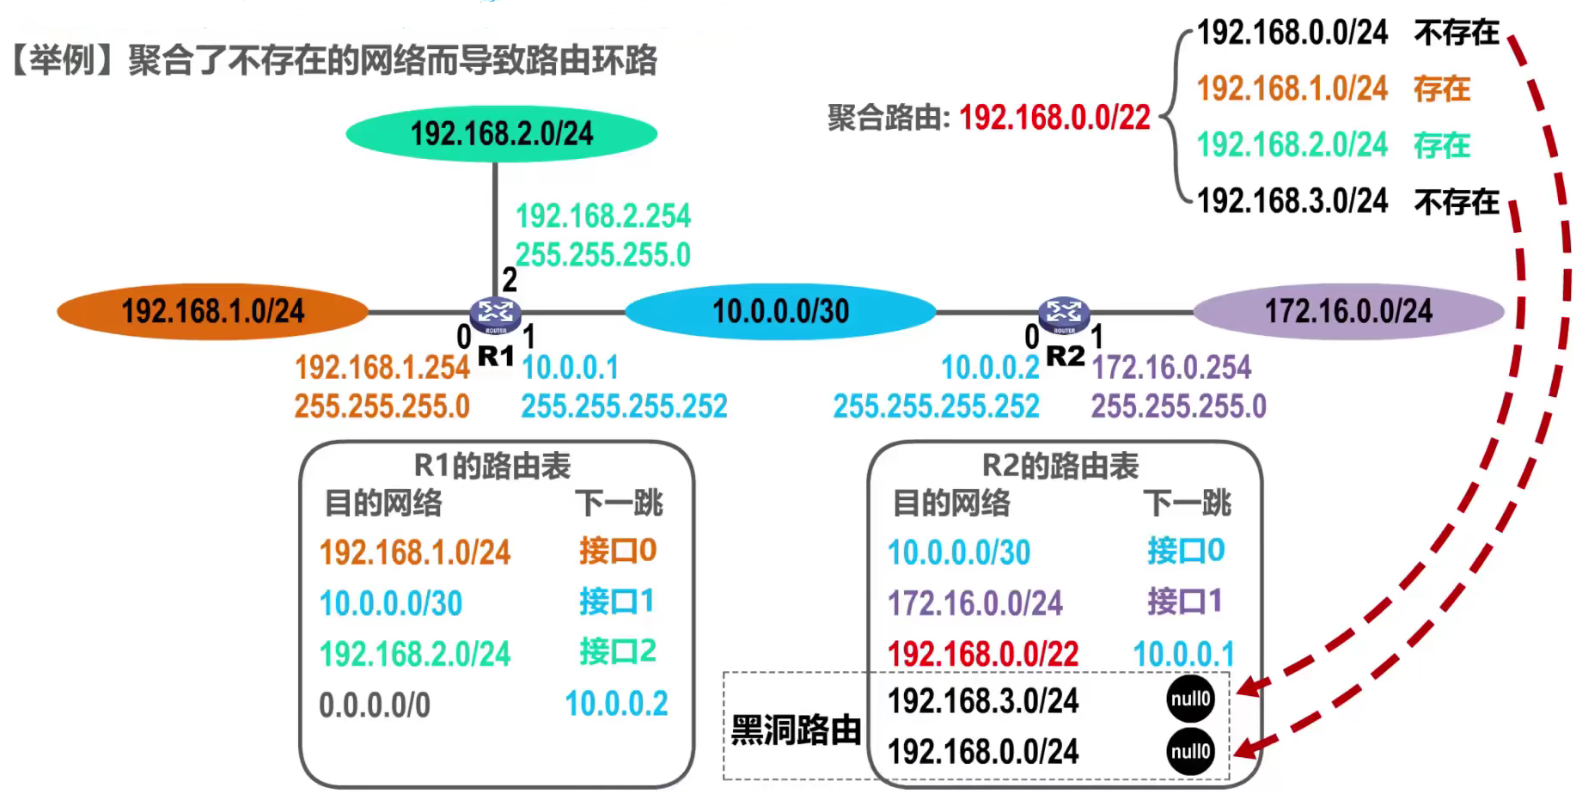 【举例】聚合了不存在的网络而导致路由环路
聚合路由: 192.168.0.0/22
192.168.0.0/24 不存在
192.168.1.0/24 存在
192.168.2.0/24 存在
192.168.3.0/24 不存在
192.168.2.0/24
192.168.2.254
255.255.255.0
2
192.168.1.0/24
ROUTER
0
1
R1
192.168.1.254
255.255.255.0
10.0.0.1
255.255.255.252
10.0.0.0/30
ROUTER
0
1
R2
10.0.0.2
255.255.255.252
172.16.0.254
255.255.255.0
172.16.0.0/24
R1的路由表
目的网络 下一跳
192.168.1.0/24 接口0
10.0.0.0/30 接口1
192.168.2.0/24 接口2
0.0.0.0/0 10.0.0.2
R2的路由表
目的网络 下一跳
10.0.0.0/30 接口0
172.16.0.0/24 接口1
192.168.0.0/22 10.0.0.1
黑洞路由
192.168.3.0/24 null0
192.168.0.0/24 null0